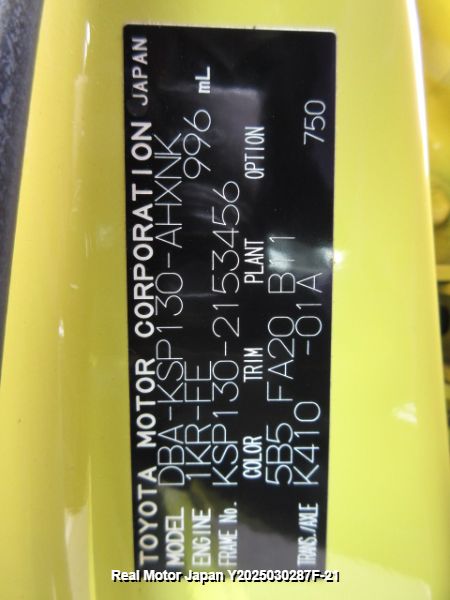 TOYOTA MOTOR CORPORATION JAPAN
MODEL DBA-KSP130-AHXNK
ENGINE 1KR-FE 996 mL
FRAME No. KSP130-2153456
COLOR TRIM PLANT OPTION
5B5 FA20 B11
TRANS./AXLE K410 -01A 750
Real Motor Japan Y2025030287F-21